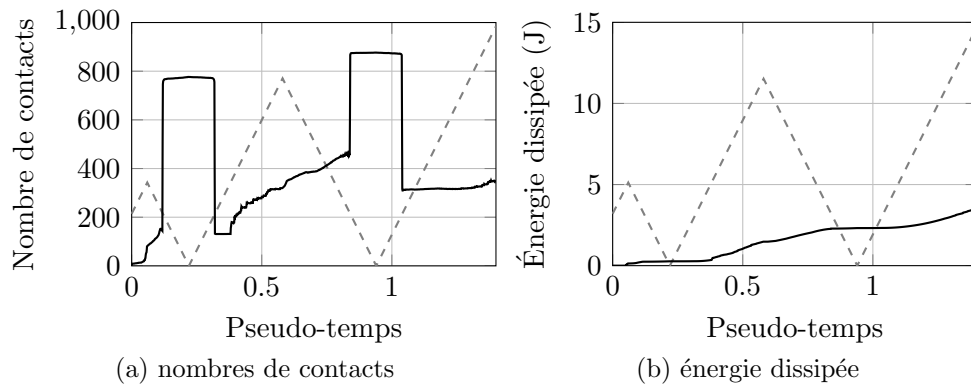 Nombre de contacts
1,000
800
600
400
200
0
0
0.5
1
Pseudo-temps
(a) nombres de contacts
Énergie dissipée (J)
15
10
5
0
0
0.5
1
Pseudo-temps
(b) énergie dissipée